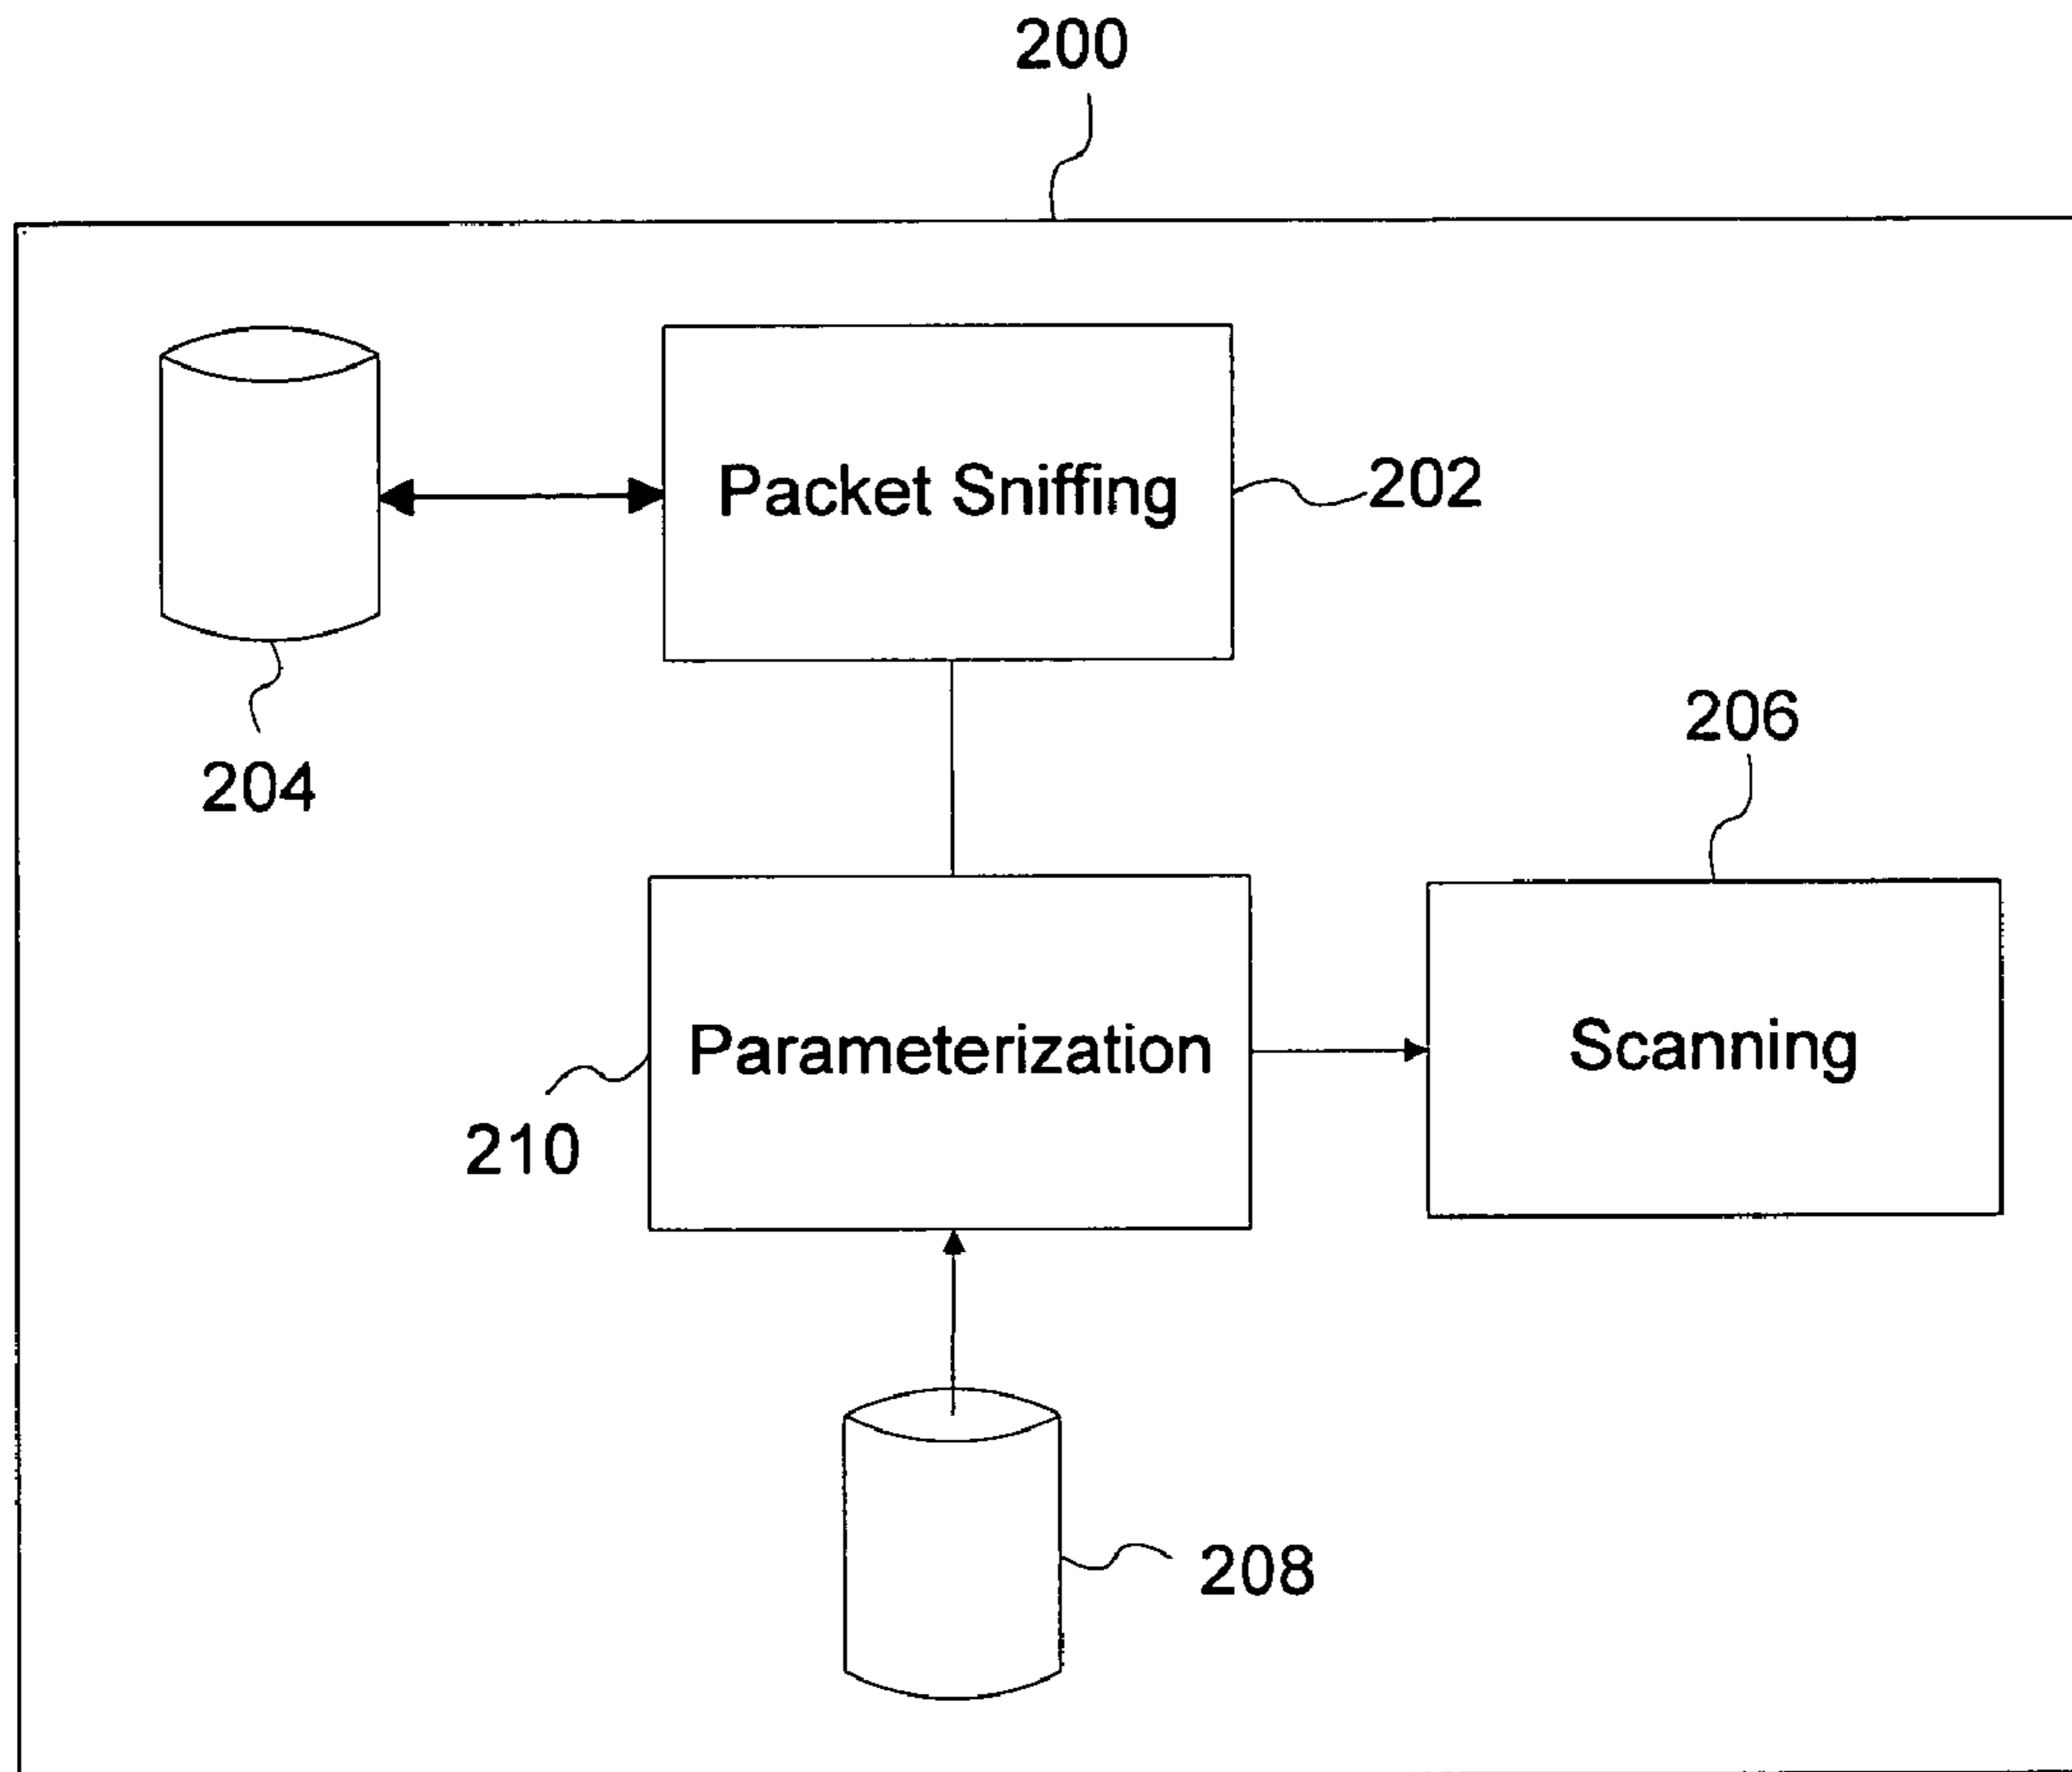 200
Packet Sniffing
202
204
206
Parameterization
Scanning
210
208